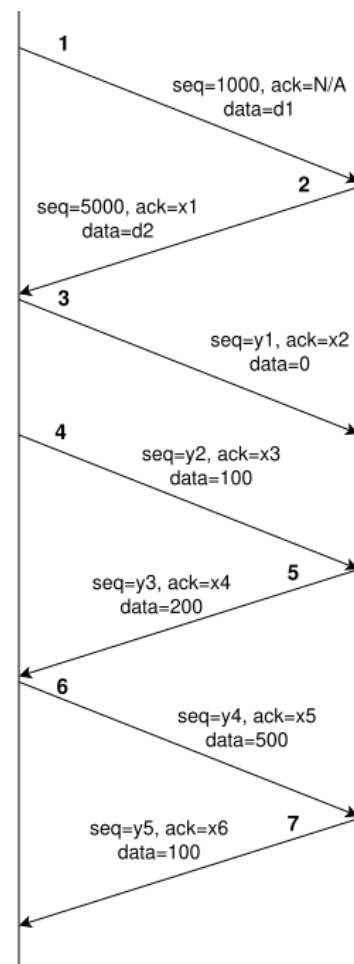 1
seq=1000, ack=N/A
data=d1
2
seq=5000, ack=x1
data=d2
3
seq=y1, ack=x2
data=0
4
seq=y2, ack=x3
data=100
5
seq=y3, ack=x4
data=200
6
seq=y4, ack=x5
data=500
7
seq=y5, ack=x6
data=100